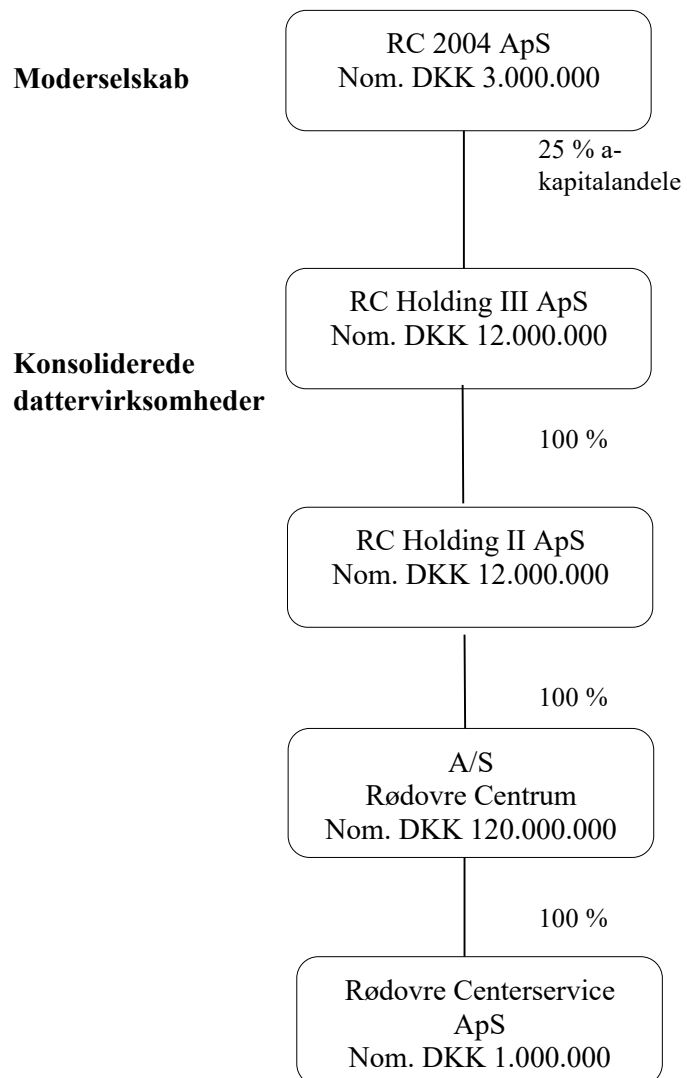 RC 2004 ApS
Nom. DKK 3.000.000
Moderselskab
25 % a-
kapitalandele
RC Holding III ApS
Nom. DKK 12.000.000
Konsoliderede
dattervirksomheder
100 %
RC Holding II ApS
Nom. DKK 12.000.000
100 %
A/S
Rødovre Centrum
Nom. DKK 120.000.000
100 %
Rødovre Centerservice
ApS
Nom. DKK 1.000.000